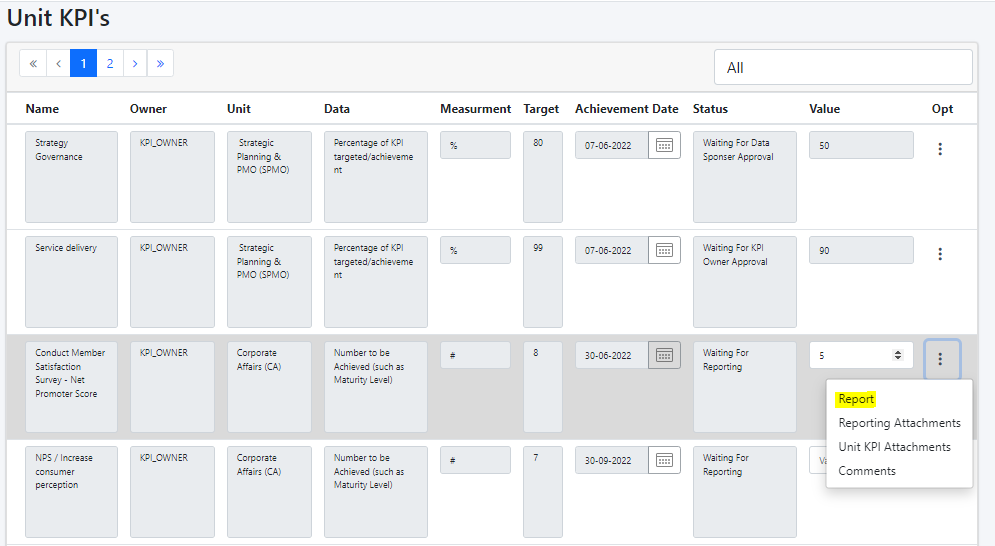 Unit KPI's
« ‹ 1 2 › »
All
Name Owner Unit Data Measurment Target Achievement Date Status Value Opt
Strategy
Governance
KPI_OWNER
Strategic
Planning &
PMO (SPMO)
Percentage of KPI
targeted/achieveme
nt
%
80
07-06-2022
Waiting For Data
Sponser Approval
50
Service delivery
KPI_OWNER
Strategic
Planning &
PMO (SPMO)
Percentage of KPI
targeted/achieveme
nt
%
99
07-06-2022
Waiting For KPI
Owner Approval
90
Conduct Member
Satisfaction
Survey - Net
Promoter Score
KPI_OWNER
Corporate
Affairs (CA)
Number to be
Achieved (such as
Maturity Level)
#
8
30-06-2022
Waiting For
Reporting
5
Report
Reporting Attachments
Unit KPI Attachments
Comments
NPS / Increase
consumer
perception
KPI_OWNER
Corporate
Affairs (CA)
Number to be
Achieved (such as
Maturity Level)
#
7
30-09-2022
Waiting For
Reporting